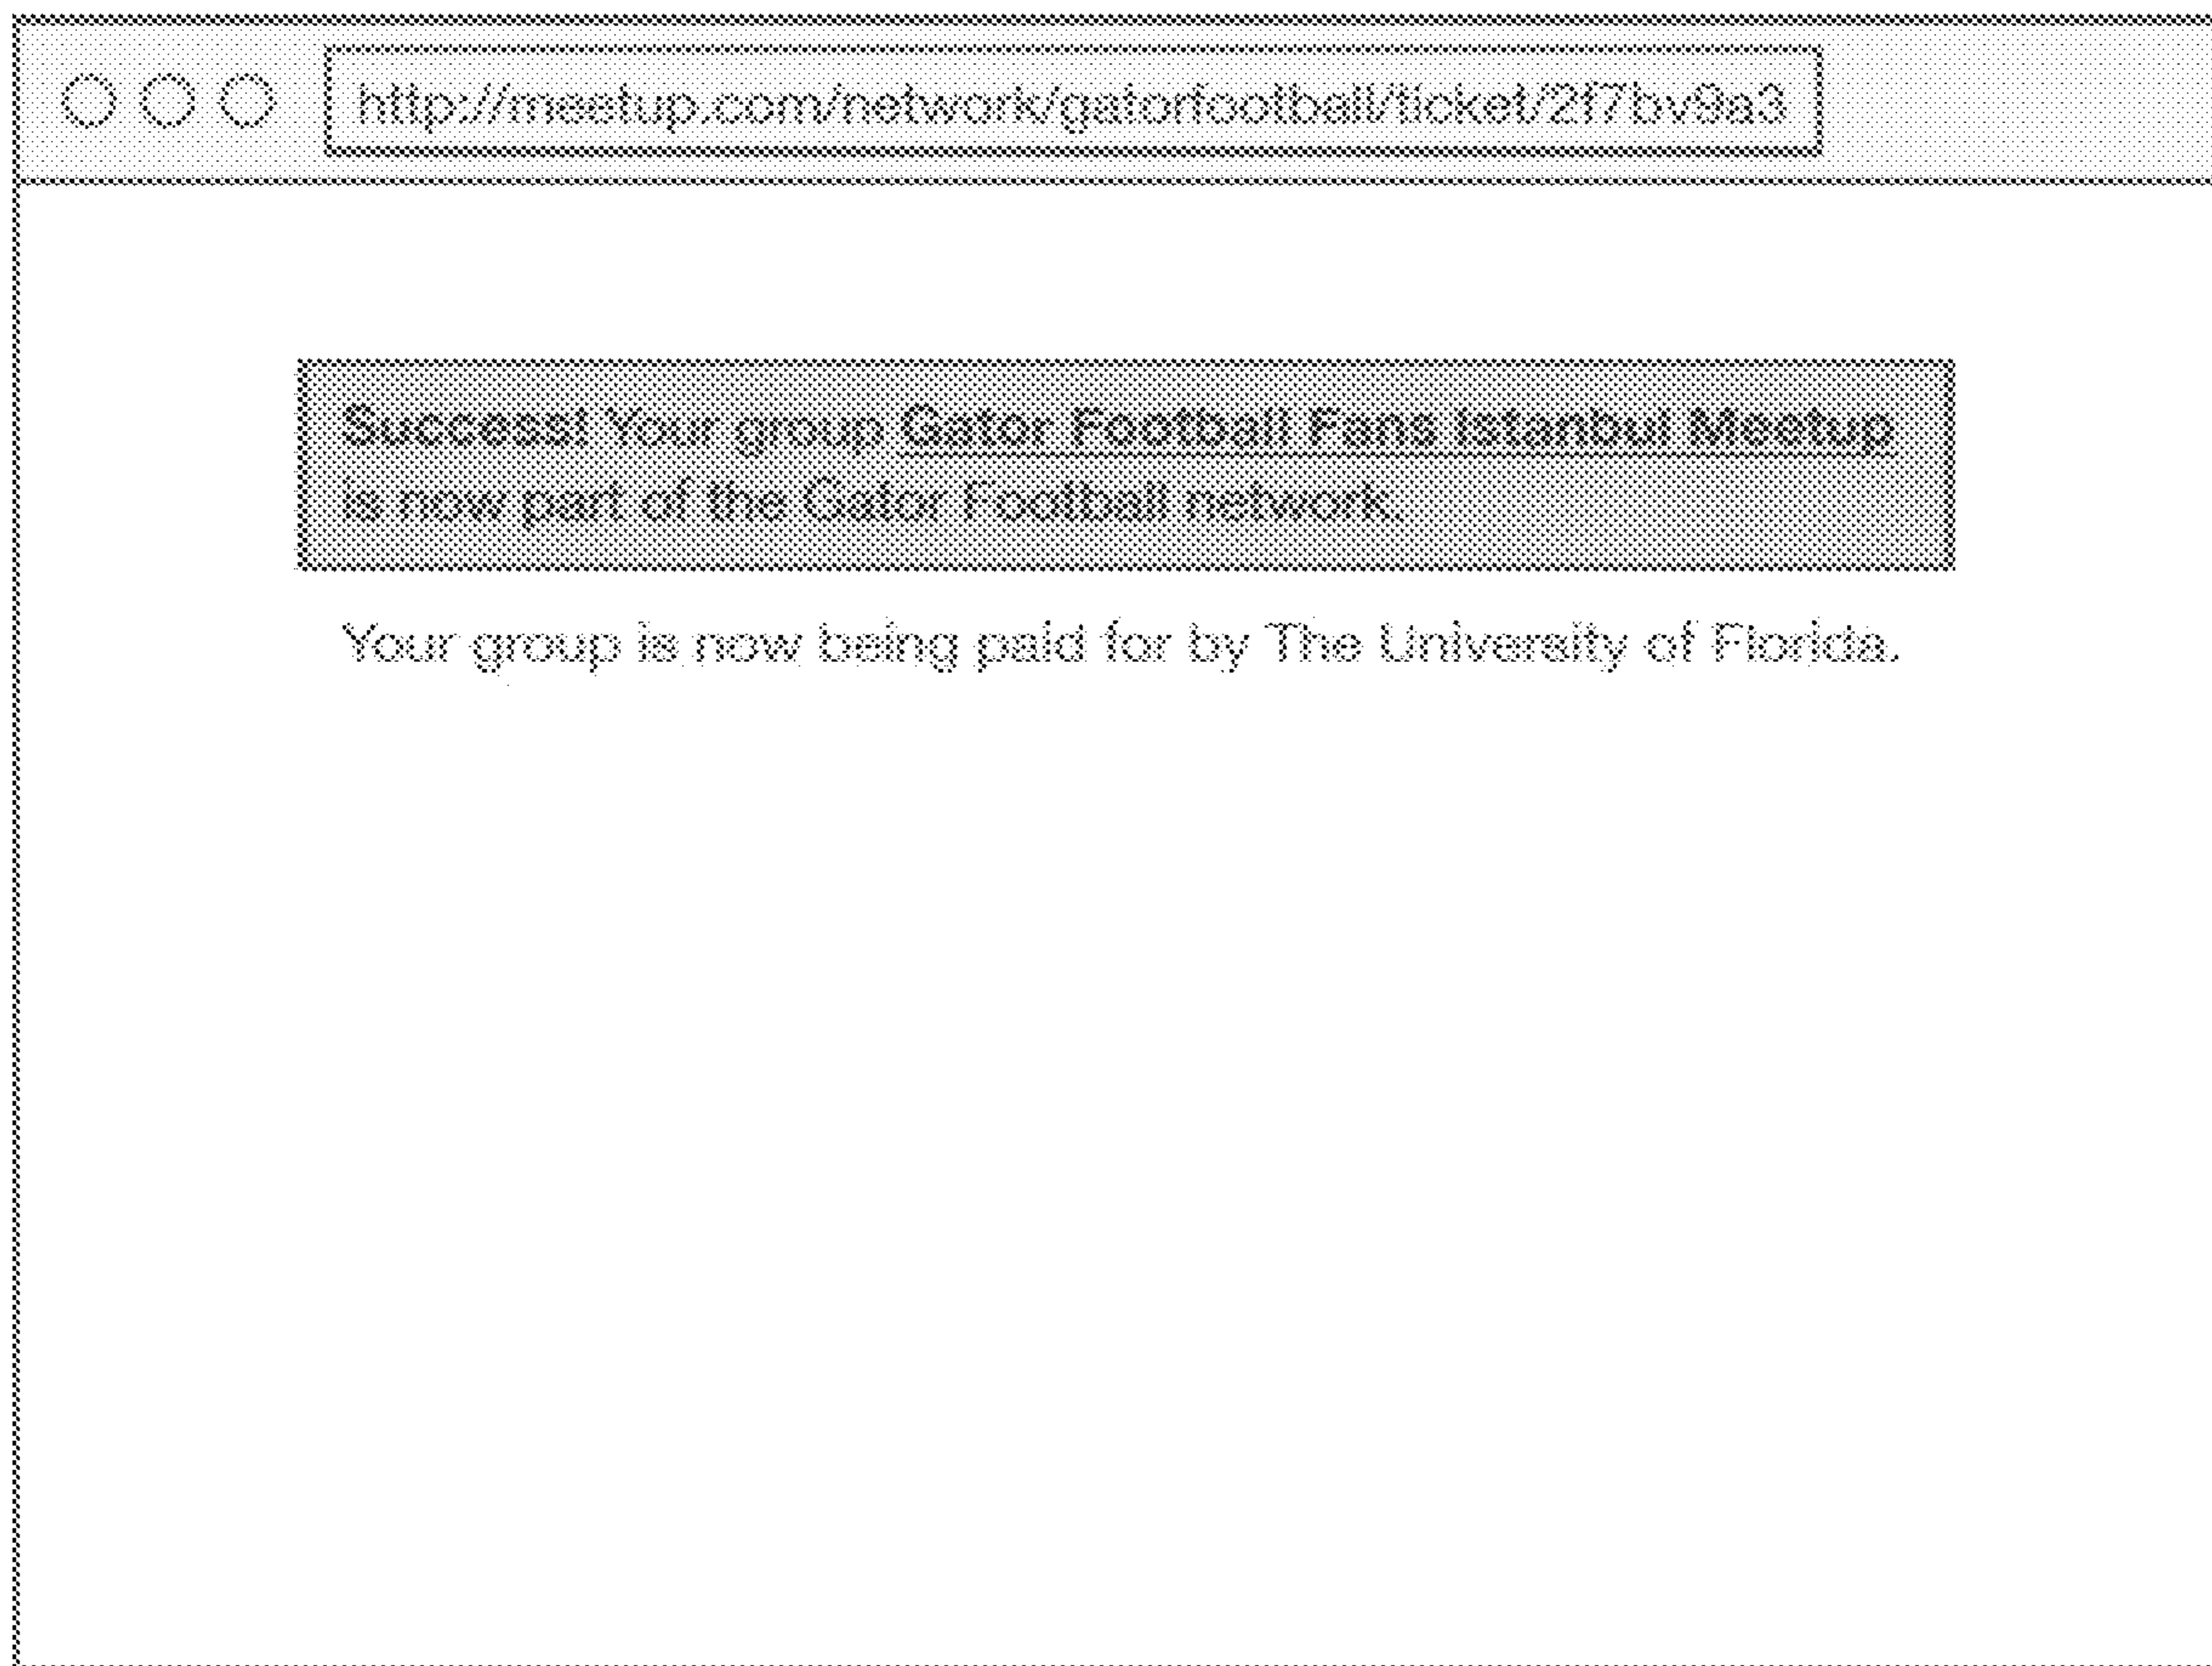 http://meetup.com/network/gatorfootball/ticket/2f7bv9a3
Success! Your group Gator Football Fans Istanbul Meetup
is now part of the Gator Football network.
Your group is now being paid for by The University of Florida.